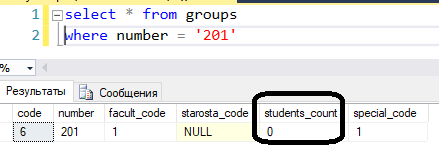 1 select * from groups
2 where number = '201'
%
Результаты Сообщения
code number facult_code starosta_code students_count special_code
6 201 1 NULL 0 1